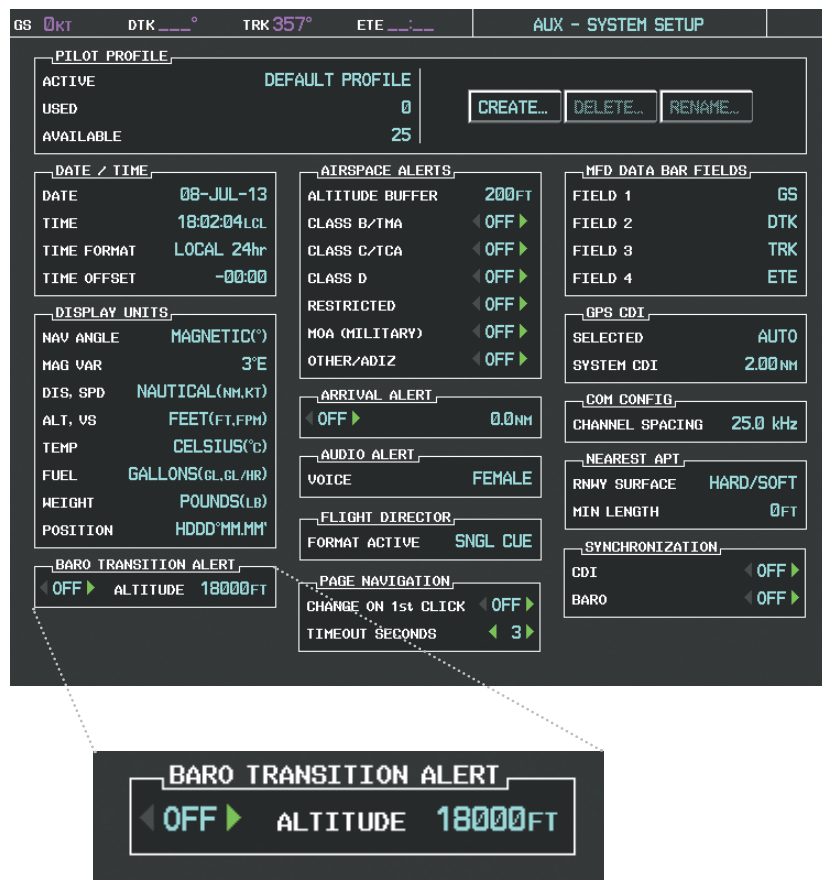 GS 0KT DTK ___° TRK 357° ETE __:__ AUX - SYSTEM SETUP
PILOT PROFILE
ACTIVE DEFAULT PROFILE
USED 0
AVAILABLE 25
CREATE… DELETE… RENAME…
DATE / TIME
DATE 08-JUL-13
TIME 18:02:04LCL
TIME FORMAT LOCAL 24hr
TIME OFFSET -00:00
DISPLAY UNITS
NAV ANGLE MAGNETIC(°)
MAG VAR 3°E
DIS, SPD NAUTICAL(NM,KT)
ALT, VS FEET(FT,FPM)
TEMP CELSIUS(°C)
FUEL GALLONS(GL,GL/HR)
WEIGHT POUNDS(LB)
POSITION HDDD°MM.MM'
BARO TRANSITION ALERT
OFF ALTITUDE 18000FT
AIRSPACE ALERTS
ALTITUDE BUFFER 200FT
CLASS B/TMA OFF
CLASS C/TCA OFF
CLASS D OFF
RESTRICTED OFF
MOA (MILITARY) OFF
OTHER/ADIZ OFF
ARRIVAL ALERT
OFF 0.0NM
AUDIO ALERT
VOICE FEMALE
FLIGHT DIRECTOR
FORMAT ACTIVE SNGL CUE
PAGE NAVIGATION
CHANGE ON 1st CLICK OFF
TIMEOUT SECONDS 3
MFD DATA BAR FIELDS
FIELD 1 GS
FIELD 2 DTK
FIELD 3 TRK
FIELD 4 ETE
GPS CDI
SELECTED AUTO
SYSTEM CDI 2.00NM
COM CONFIG
CHANNEL SPACING 25.0 kHz
NEAREST APT
RNWY SURFACE HARD/SOFT
MIN LENGTH 0FT
SYNCHRONIZATION
CDI OFF
BARO OFF
BARO TRANSITION ALERT
OFF ALTITUDE 18000FT